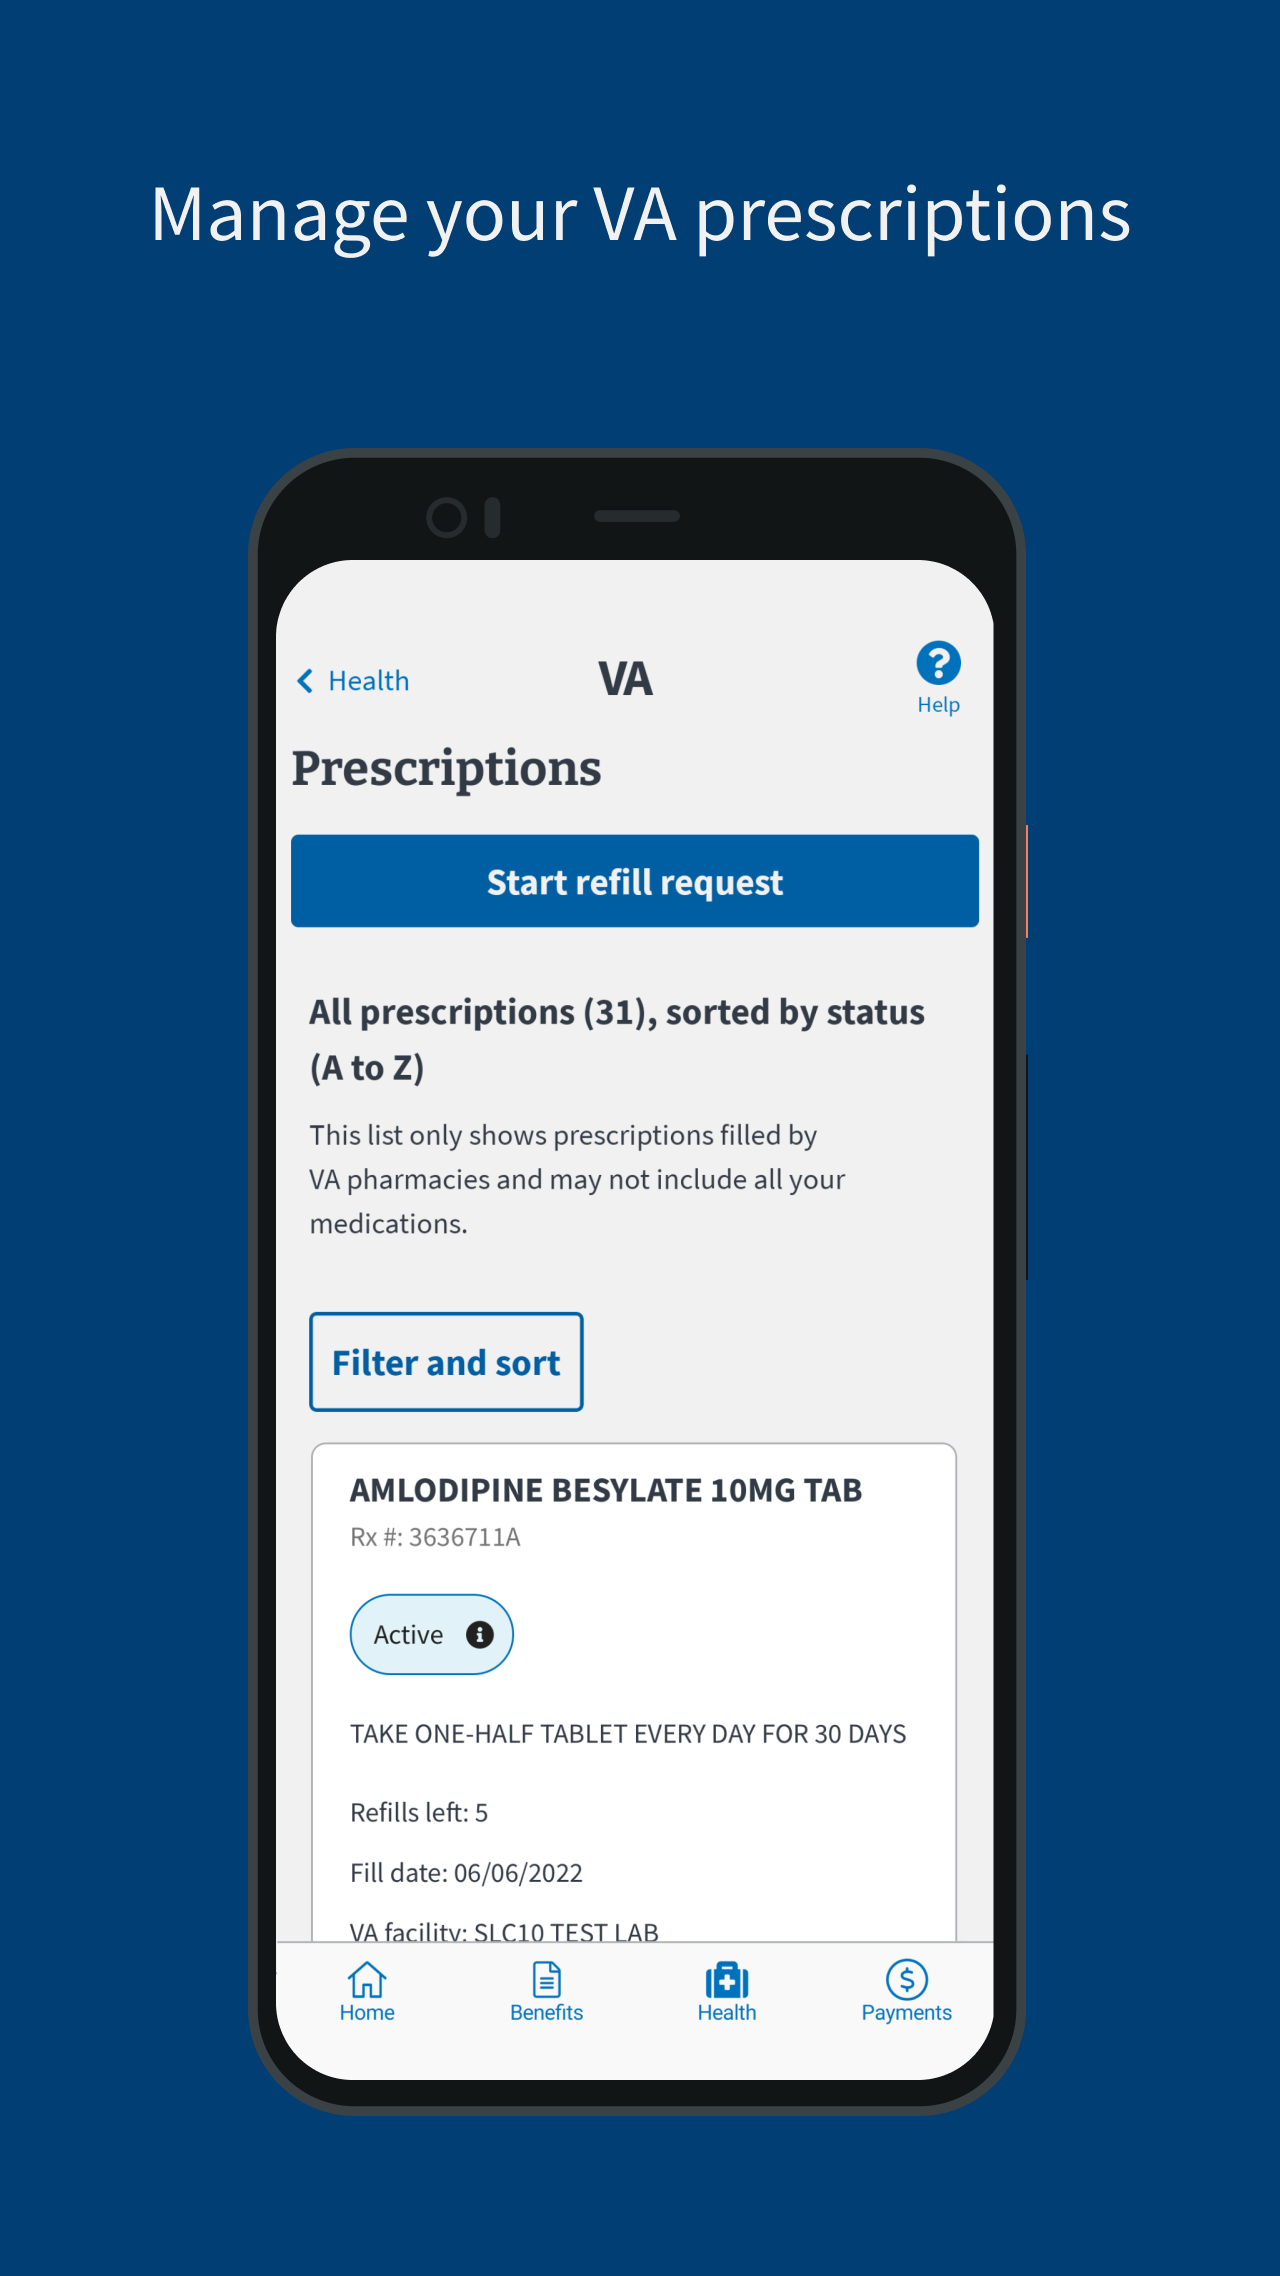 Manage your VA prescriptions
Health
VA
Help
Prescriptions
Start refill request
All prescriptions (31), sorted by status
(A to Z)
This list only shows prescriptions filled by
VA pharmacies and may not include all your
medications.
Filter and sort
AMLODIPINE BESYLATE 10MG TAB
Rx #: 3636711A
Active
TAKE ONE-HALF TABLET EVERY DAY FOR 30 DAYS
Refills left: 5
Fill date: 06/06/2022
VA facility: SLC10 TEST LAB
Home
Benefits
Health
Payments